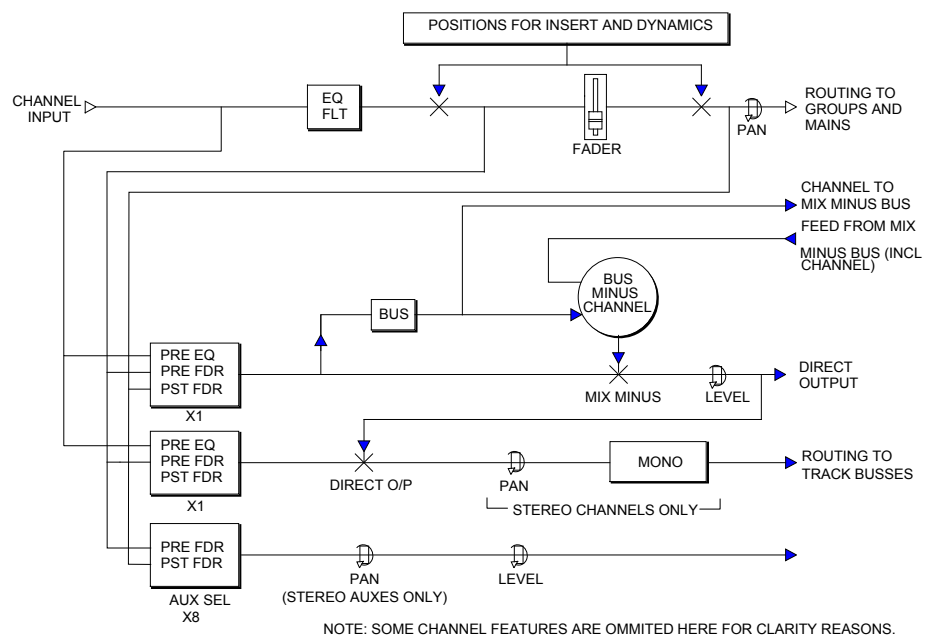 POSITIONS FOR INSERT AND DYNAMICS
CHANNEL
INPUT
EQ
FLT
FADER
PAN
ROUTING TO
GROUPS AND
MAINS
CHANNEL TO
MIX MINUS BUS
FEED FROM MIX
MINUS BUS (INCL
CHANNEL)
BUS
MINUS
CHANNEL
BUS
PRE EQ
PRE FDR
PST FDR
X1
MIX MINUS
LEVEL
DIRECT
OUTPUT
PRE EQ
PRE FDR
PST FDR
X1
DIRECT O/P
PAN
MONO
STEREO CHANNELS ONLY
ROUTING TO
TRACK BUSSES
PRE FDR
PST FDR
AUX SEL
X8
PAN
(STEREO AUXES ONLY)
LEVEL
NOTE: SOME CHANNEL FEATURES ARE OMMITED HERE FOR CLARITY REASONS.